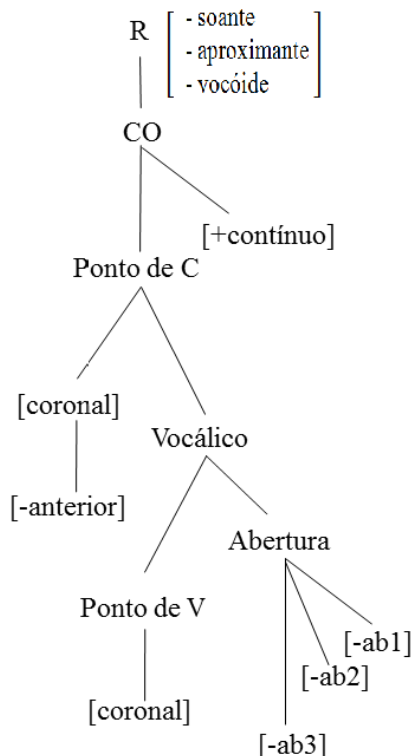 R
- soante
- aproximante
- vocóide
CO
[+contínuo]
Ponto de C
[coronal]
Vocálico
[-anterior]
Abertura
Ponto de V
[-ab1]
[-ab2]
[coronal]
[-ab3]